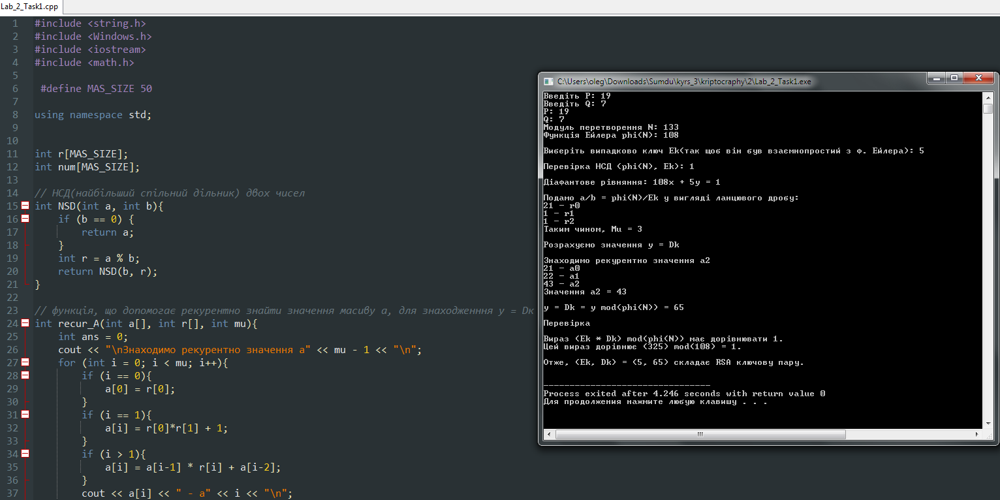 Lab_2_Task1.cpp
1 #include <string.h>
2 #include <Windows.h>
3 #include <iostream>
4 #include <math.h>
5
6 #define MAS_SIZE 50
7
8 using namespace std;
9
10
11 int r[MAS_SIZE];
12 int num[MAS_SIZE];
13
14 // НСД(найбільший спільний дільник) двох чисел
15 int NSD(int a, int b){
16 if (b == 0) {
17 return a;
18 }
19 int r = a % b;
20 return NSD(b, r);
21 }
22
23 // функція, що допомогає рекурентно знайти значення масиву a, для знаходженння y = Dк
24 int recur_A(int a[], int r[], int mu){
25 int ans = 0;
26 cout << "\nЗнаходимо рекурентно значення a" << mu - 1 << "\n";
27 for (int i = 0; i < mu; i++){
28 if (i == 0){
29 a[0] = r[0];
30 }
31 if (i == 1){
32 a[i] = r[0]*r[1] + 1;
33 }
34 if (i > 1){
35 a[i] = a[i-1] * r[i] + a[i-2];
36 }
37 cout << a[i] << " - a" << i << "\n";
C:\Users\oleg\Downloads\Sumdu\kyrs_3\kriptocraphy\2\Lab_2_Task1.exe
Введіть P: 19
Введіть Q: 7
P: 19
Q: 7
Модуль перетворення N: 133
Функція Ейлера phi(N): 108
Виберіть випадково ключ Ek(так щоб він був взаємнопростий з ф. Ейлера): 5
Перевірка НСД (phi(N), Ek): 1
Діафантове рівняння: 108x + 5y = 1
Подамо a/b = phi(N)/Ek у вигляді ланцювого дробу:
21 - r0
1 - r1
1 - r2
Таким чином, Mu = 3
Розрахуємо значення y = Dk
Знаходимо рекурентно значення a2
21 - a0
22 - a1
43 - a2
Значення a2 = 43
y = Dk = y mod(phi(N)) = 65
Перевірка
Вираз (Ek * Dk) mod(phi(N)) має дорівнювати 1.
Цей вираз дорівнює (325) mod(108) = 1.
Отже, (Ek, Dk) = (5, 65) складає RSA ключову пару.
--------------------------------
Process exited after 4.246 seconds with return value 0
Для продолжения нажмите любую клавишу . . .